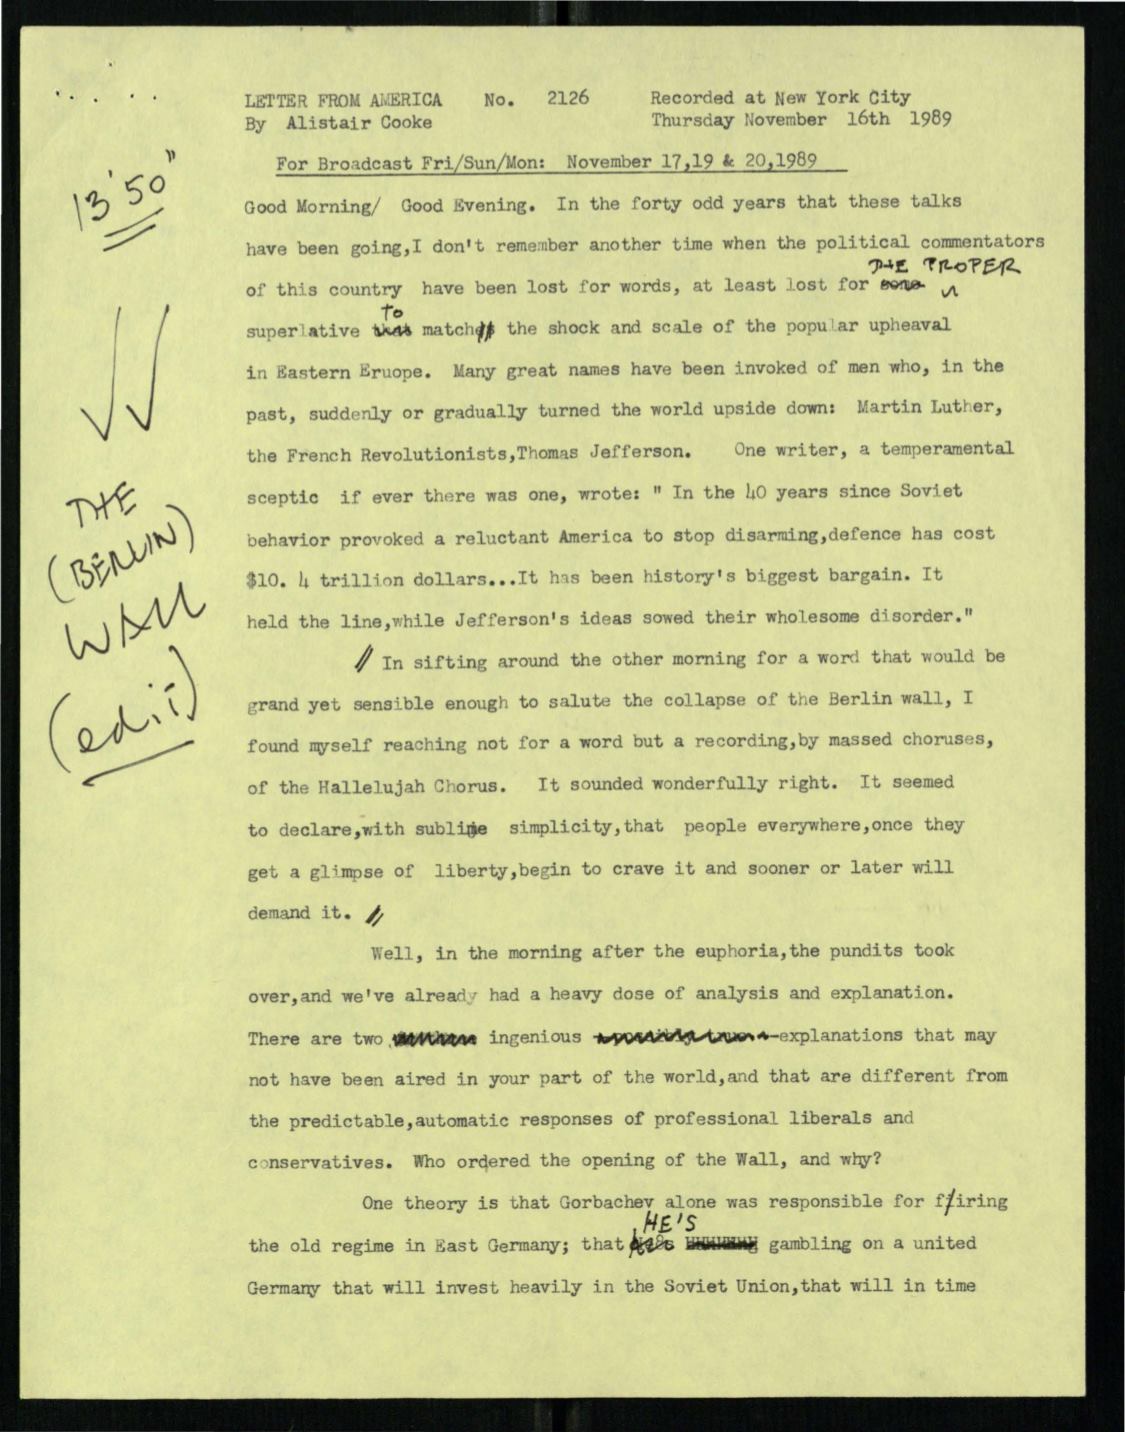 LETTER FROM AMERICA No. 2126 Recorded at New York City
By Alistair Cooke Thursday November 16th 1989
For Broadcast Fri/Sun/Mon: November 17,19 & 20,1989
13'50"
THE
(BERLIN)
WALL
(edit)
Good Morning/ Good Evening. In the forty odd years that these talks
have been going,I don't remember another time when the political commentators
THE PROPER
of this country have been lost for words, at least lost for some
TO
superlative that match the shock and scale of the popular upheaval
in Eastern Eruope. Many great names have been invoked of men who, in the
past, suddenly or gradually turned the world upside down: Martin Luther,
the French Revolutionists,Thomas Jefferson. One writer, a temperamental
sceptic if ever there was one, wrote: " In the 40 years since Soviet
behavior provoked a reluctant America to stop disarming,defence has cost
$10. 4 trillion dollars...It has been history's biggest bargain. It
held the line,while Jefferson's ideas sowed their wholesome disorder."
// In sifting around the other morning for a word that would be
grand yet sensible enough to salute the collapse of the Berlin wall, I
found myself reaching not for a word but a recording,by massed choruses,
of the Hallelujah Chorus. It sounded wonderfully right. It seemed
to declare,with sublime simplicity,that people everywhere,once they
get a glimpse of liberty,begin to crave it and sooner or later will
demand it. //
Well, in the morning after the euphoria,the pundits took
over,and we've already had a heavy dose of analysis and explanation.
There are two ingenious explanations that may
not have been aired in your part of the world,and that are different from
the predictable,automatic responses of professional liberals and
conservatives. Who ordered the opening of the Wall, and why?
One theory is that Gorbachev alone was responsible for firing
HE'S
the old regime in East Germany; that gambling on a united
Germany that will invest heavily in the Soviet Union,that will in time